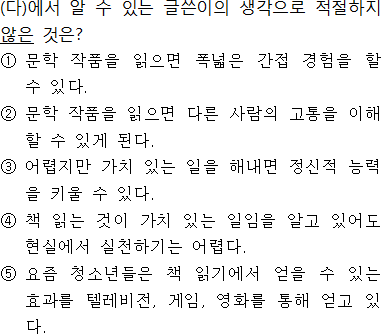 (다)에서 알 수 있는 글쓴이의 생각으로 적절하지
않은 것은?
① 문학 작품을 읽으면 폭넓은 간접 경험을 할
수 있다.
② 문학 작품을 읽으면 다른 사람의 고통을 이해
할 수 있게 된다.
③ 어렵지만 가치 있는 일을 해내면 정신적 능력
을 키울 수 있다.
④ 책 읽는 것이 가치 있는 일임을 알고 있어도
현실에서 실천하기는 어렵다.
⑤ 요즘 청소년들은 책 읽기에서 얻을 수 있는
효과를 텔레비전, 게임, 영화를 통해 얻고 있
다.